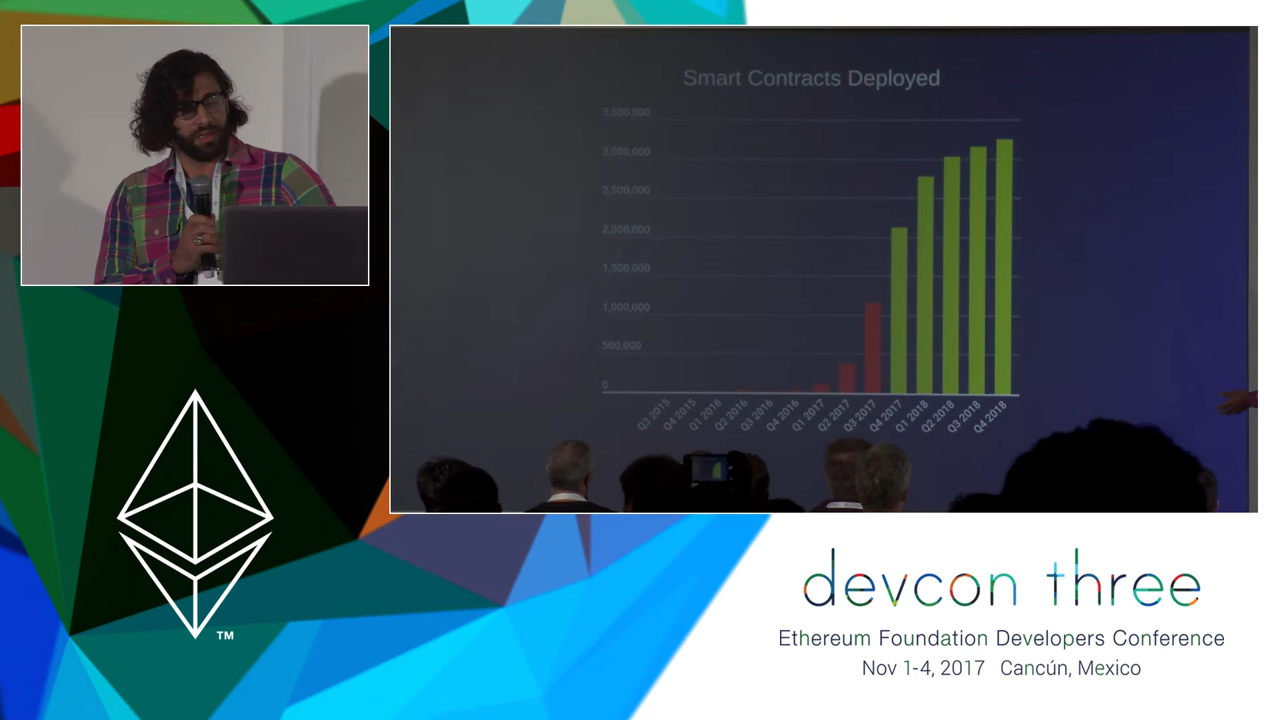 Smart Contracts Deployed
3,500,000
3,000,000
2,500,000
2,000,000
1,500,000
1,000,000
500,000
0
Q3 2015
Q4 2015
Q1 2016
Q2 2016
Q3 2016
Q4 2016
Q1 2017
Q2 2017
Q3 2017
Q4 2017
Q1 2018
Q2 2018
Q3 2018
Q4 2018
TM
devcon three
Ethereum Foundation Developers Conference
Nov 1-4, 2017 Cancún, Mexico